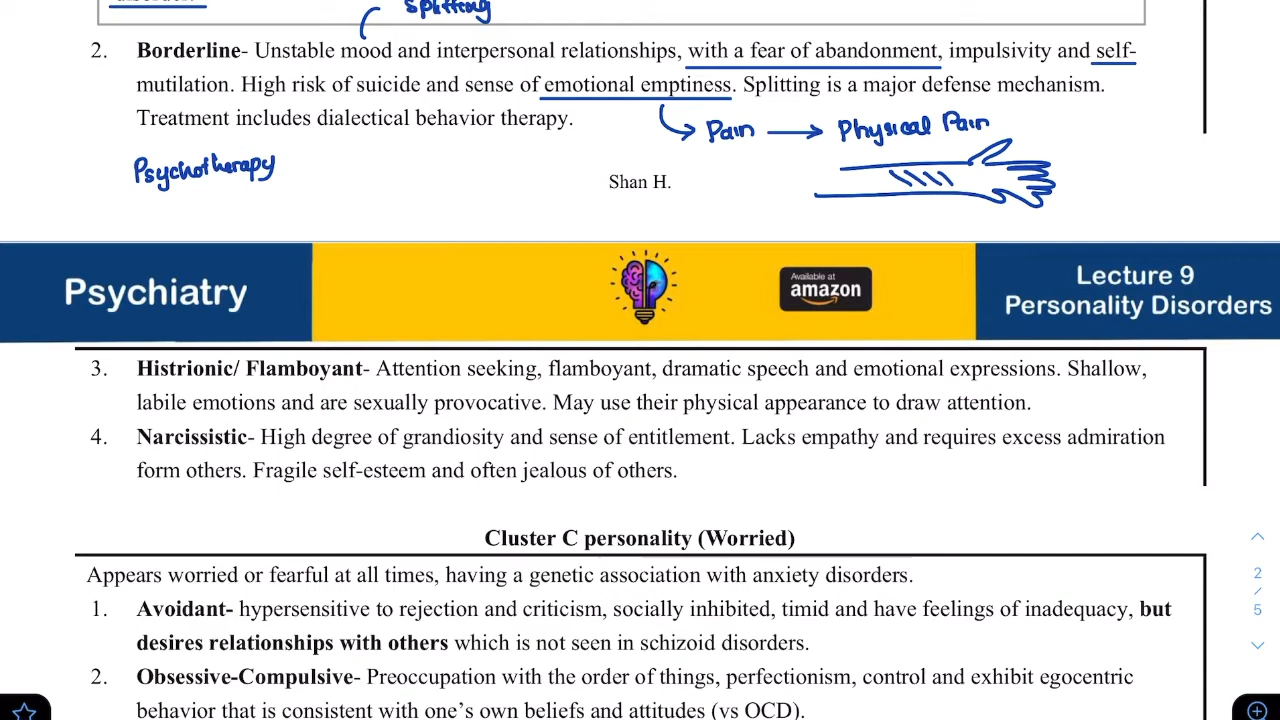 disorder.
Splitting
2. Borderline- Unstable mood and interpersonal relationships, with a fear of abandonment, impulsivity and self-
mutilation. High risk of suicide and sense of emotional emptiness. Splitting is a major defense mechanism.
Treatment includes dialectical behavior therapy.
Pain → Physical Pain
Psychotherapy
Shan H.
Psychiatry
Available at
amazon
Lecture 9
Personality Disorders
3. Histrionic/ Flamboyant- Attention seeking, flamboyant, dramatic speech and emotional expressions. Shallow,
labile emotions and are sexually provocative. May use their physical appearance to draw attention.
4. Narcissistic- High degree of grandiosity and sense of entitlement. Lacks empathy and requires excess admiration
form others. Fragile self-esteem and often jealous of others.
Cluster C personality (Worried)
Appears worried or fearful at all times, having a genetic association with anxiety disorders.
1. Avoidant- hypersensitive to rejection and criticism, socially inhibited, timid and have feelings of inadequacy, but
desires relationships with others which is not seen in schizoid disorders.
2. Obsessive-Compulsive- Preoccupation with the order of things, perfectionism, control and exhibit egocentric
behavior that is consistent with one's own beliefs and attitudes (vs OCD).
2
/
5